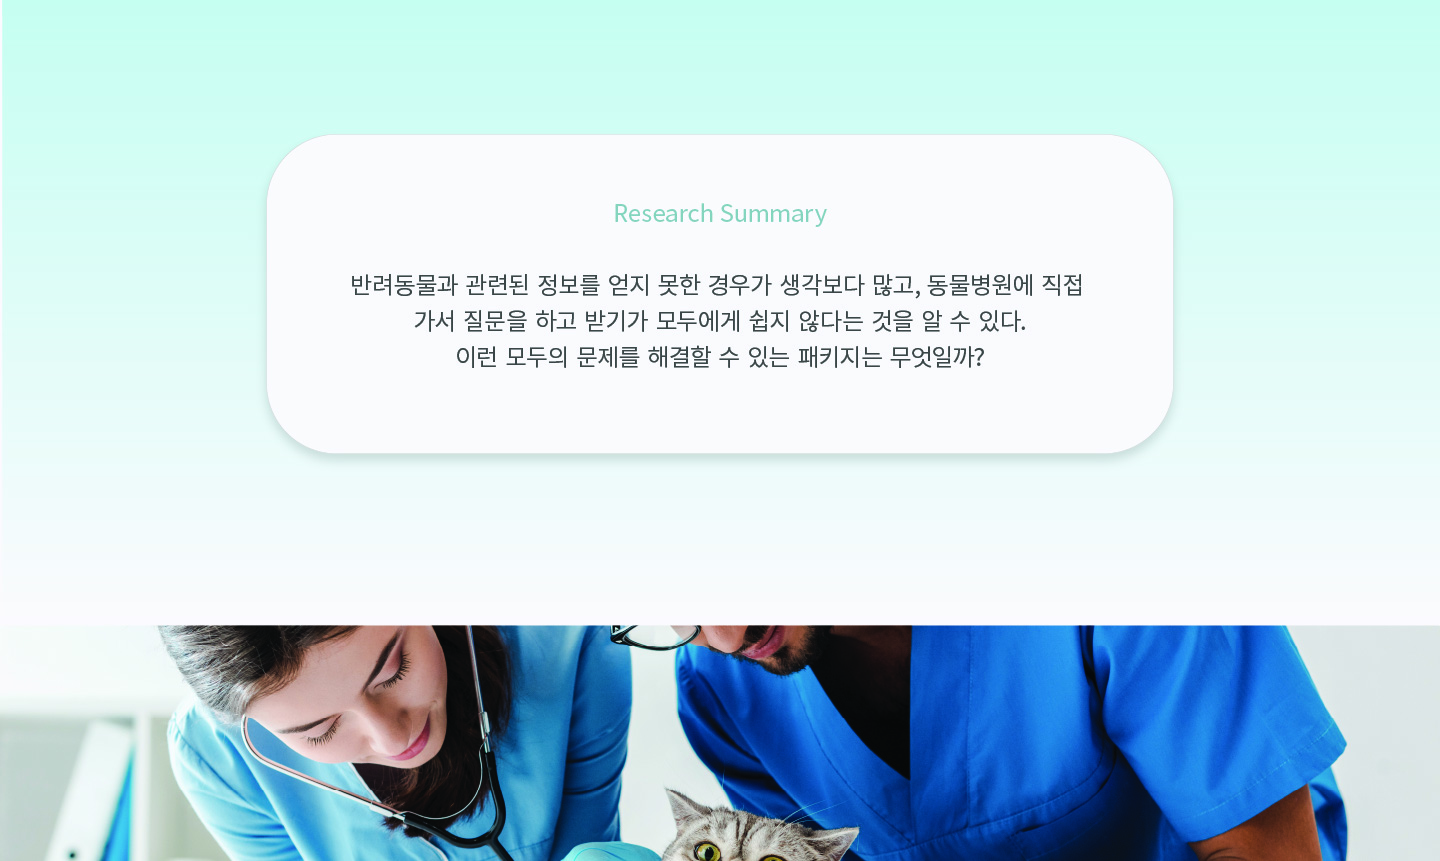 Research Summary
반려동물과 관련된 정보를 얻지 못한 경우가 생각보다 많고, 동물병원에 직접
가서 질문을 하고 받기가 모두에게 쉽지 않다는 것을 알 수 있다.
이런 모두의 문제를 해결할 수 있는 패키지는 무엇일까?